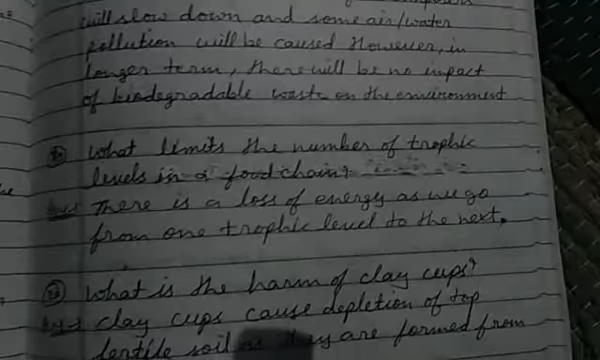 will slow down and some air/water
pollution will be caused. However, in
longer term, there will be no impact
of biodegradable waste on the environment
What limits the number of trophic
levels in a food chain?
There is a loss of energy as we go
from one trophic level to the next.
What is the harm of clay cups?
clay cups cause depletion of top
fertile soil as they are formed from